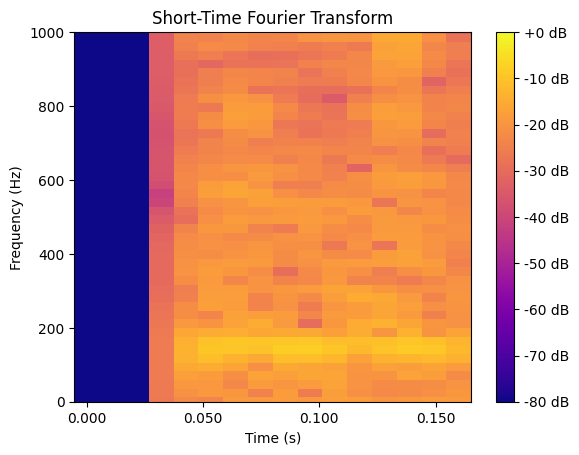 Short-Time Fourier Transform
Frequency (Hz)
1000
800
600
400
200
0
0.000 0.050 0.100 0.150
Time (s)
+0 dB
-10 dB
-20 dB
-30 dB
-40 dB
-50 dB
-60 dB
-70 dB
-80 dB